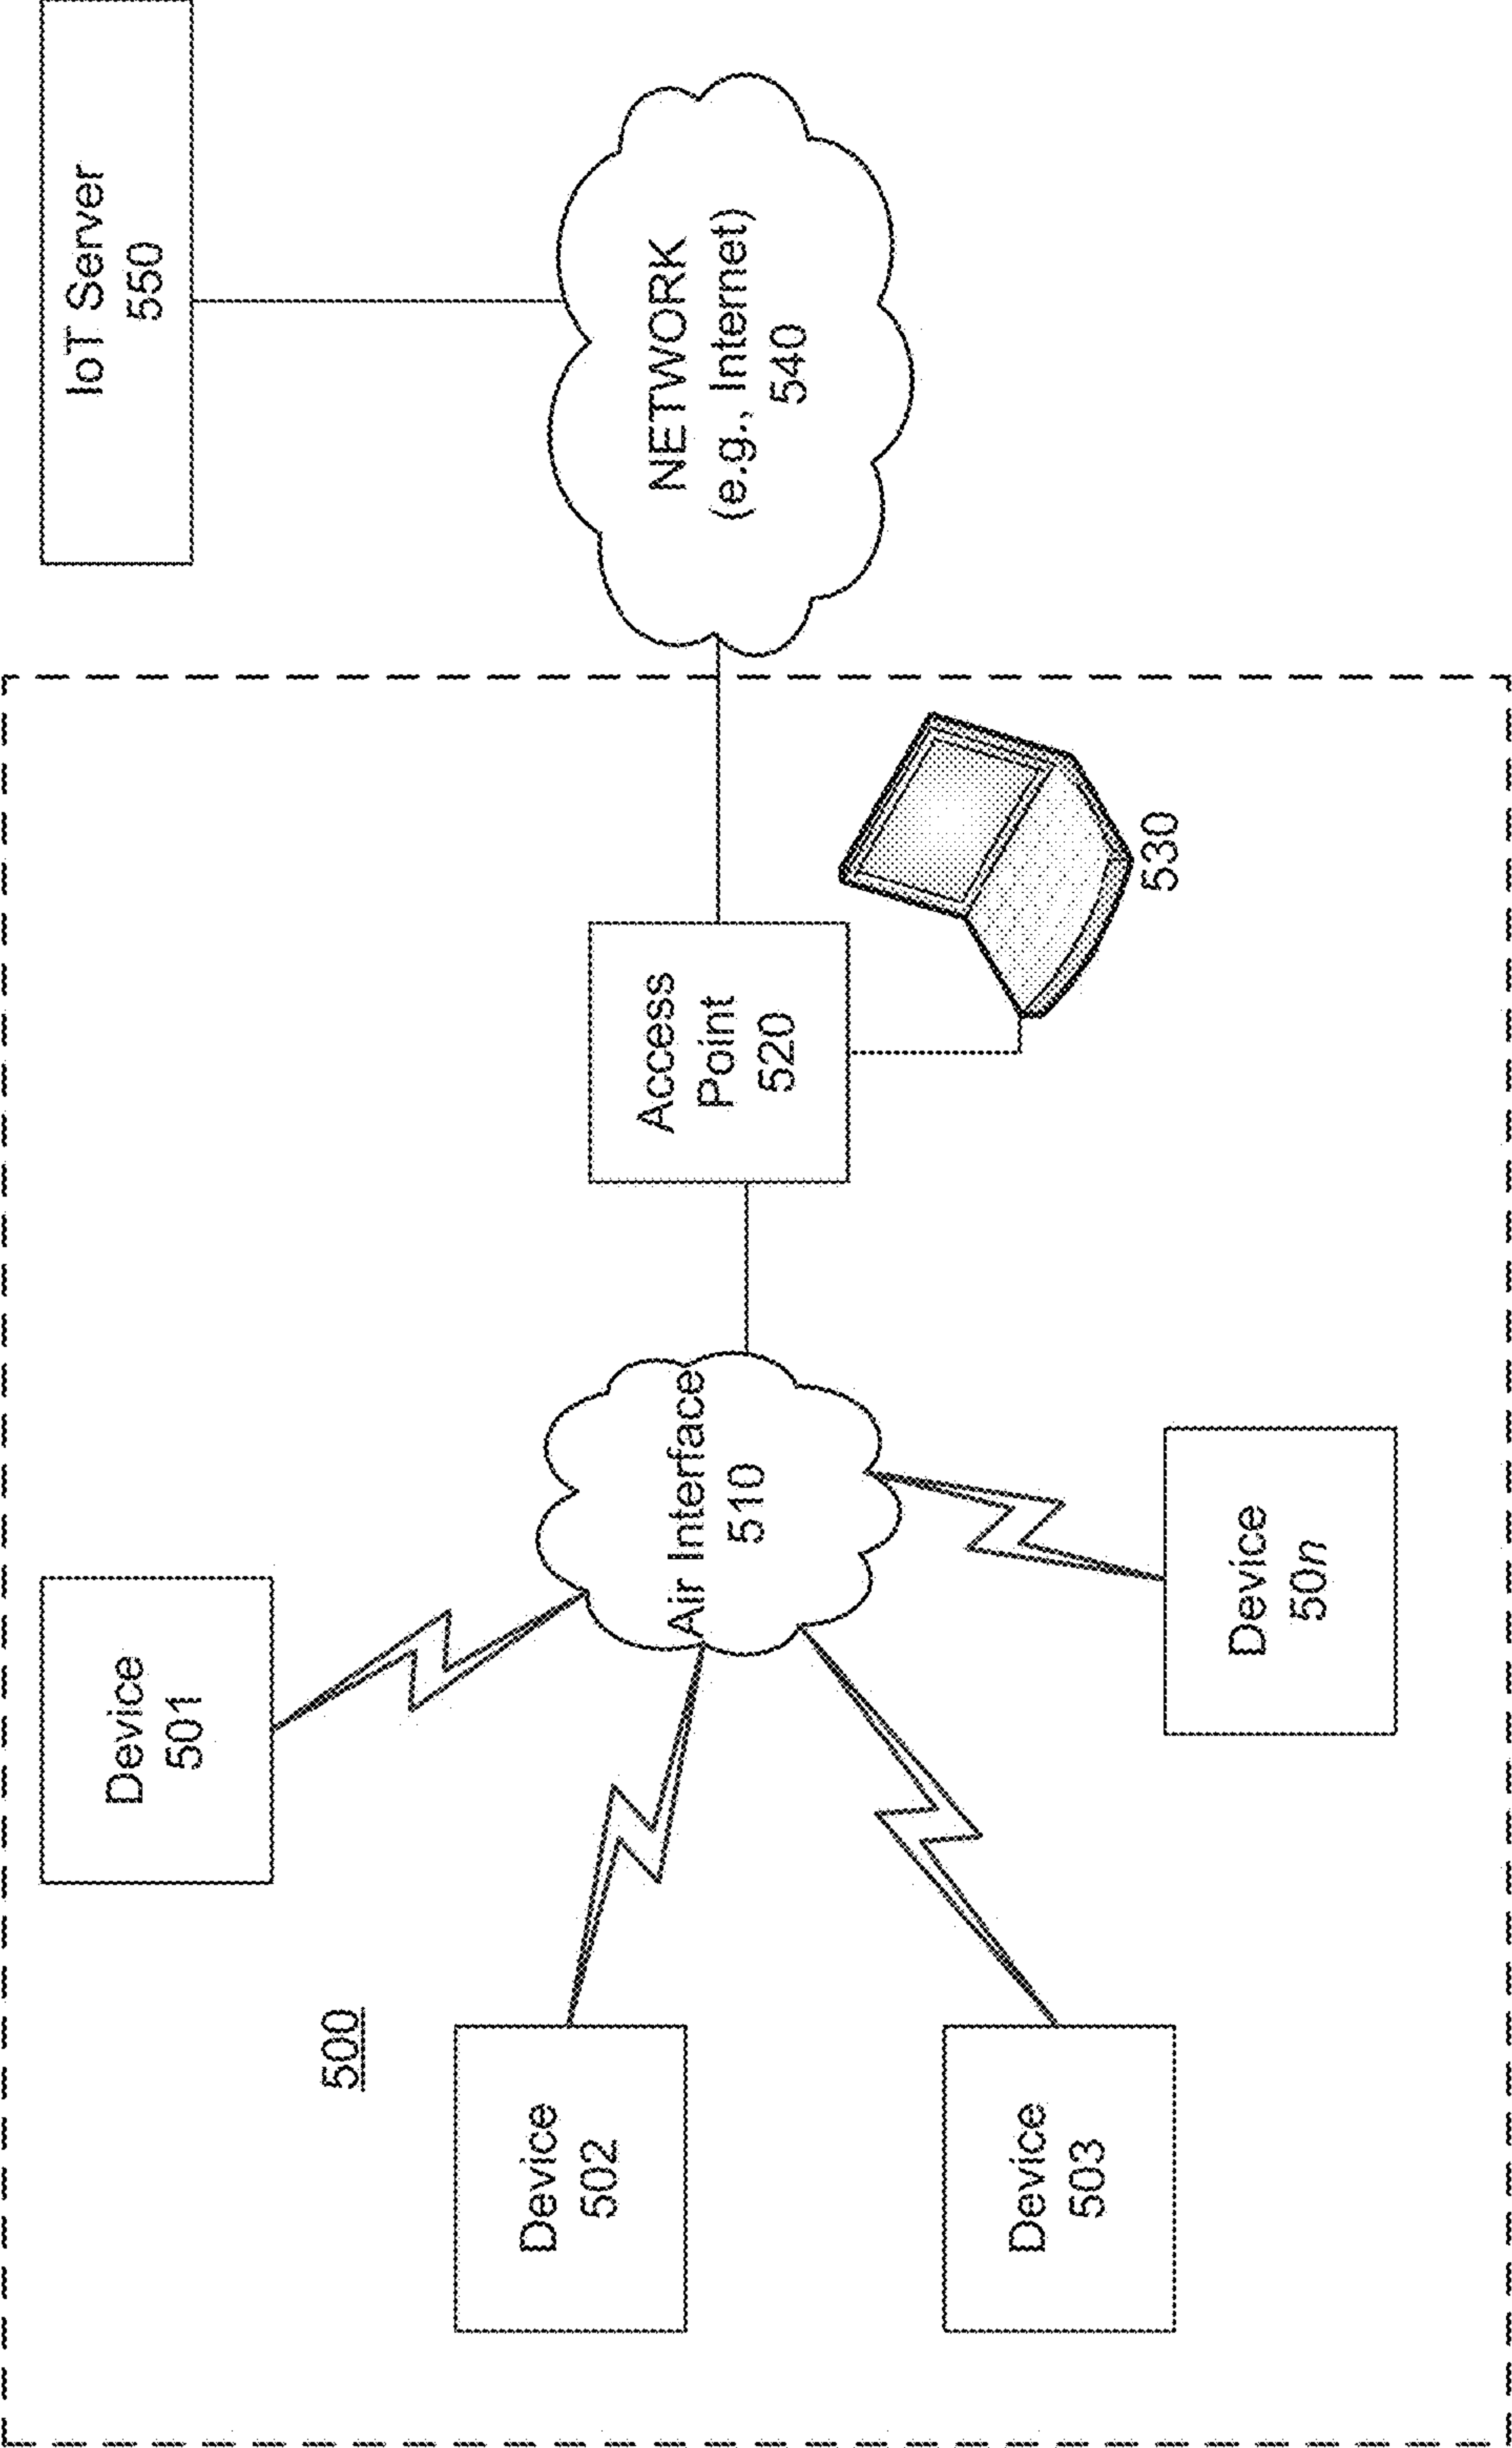 IoT Server
550
NETWORK
(e.g., Internet)
540
530
Access
Point
520
Air Interface
510
Device
501
Device
50n
500
Device
502
Device
503